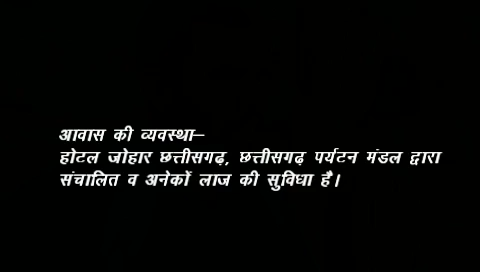 आवास की व्यवस्था–
होटल जोहार छत्तीसगढ़, छत्तीसगढ़ पर्यटन मंडल द्वारा
संचालित व अनेकों लाज की सुविधा हैं।